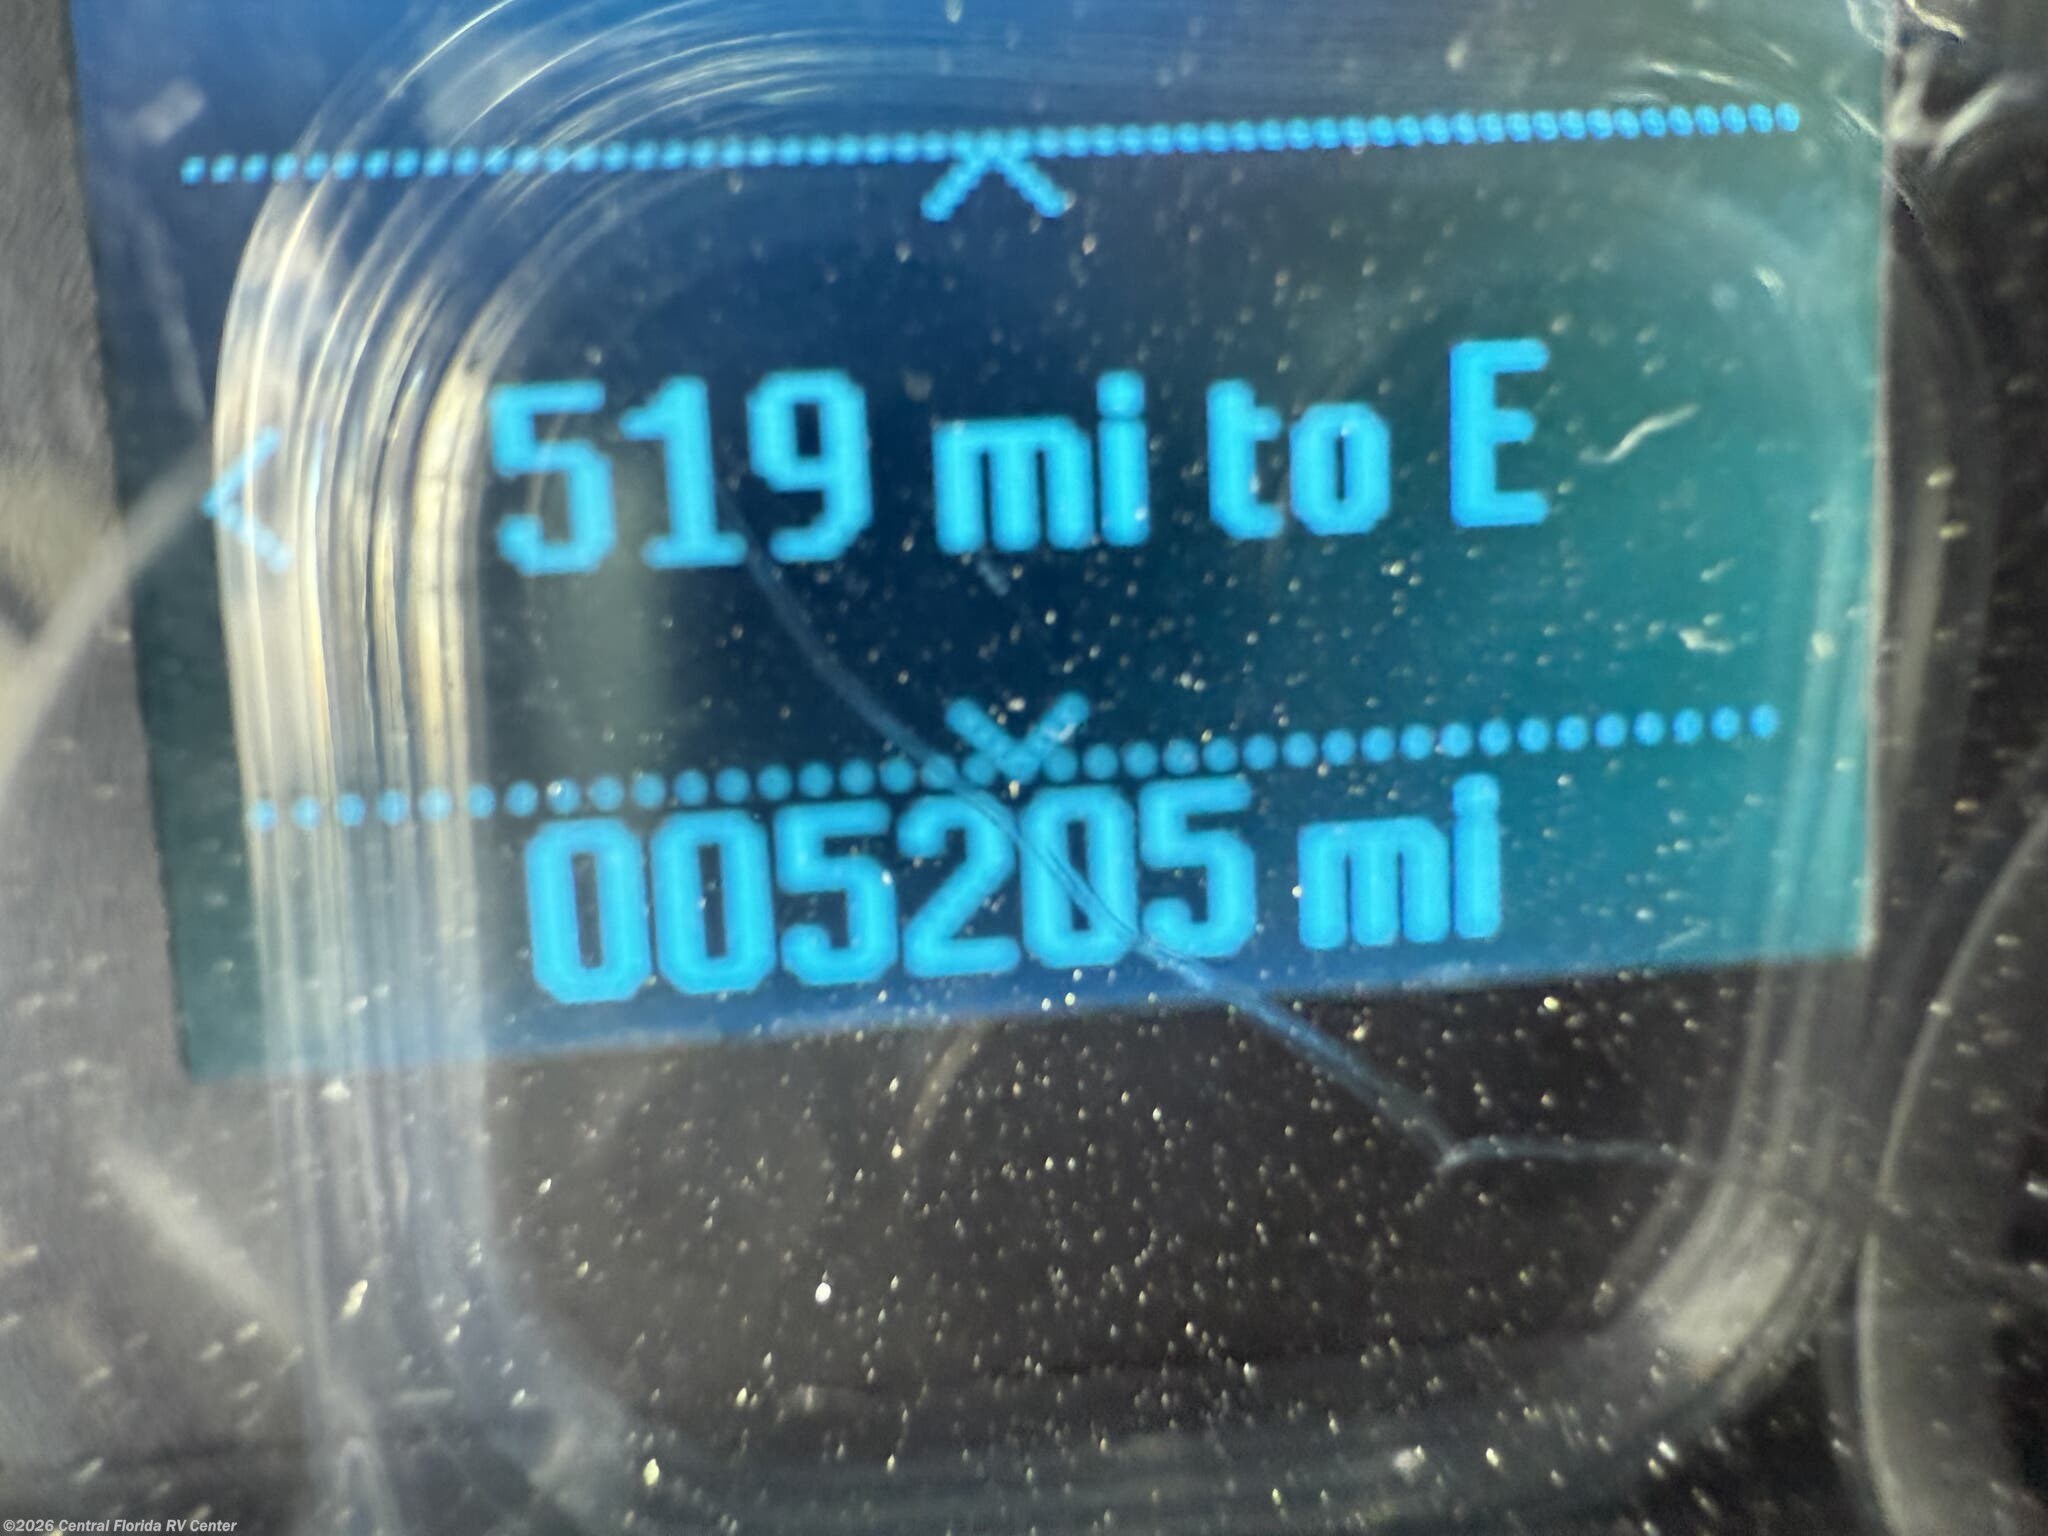 519 mi to E
005205 mi
©2026 Central Florida RV Center